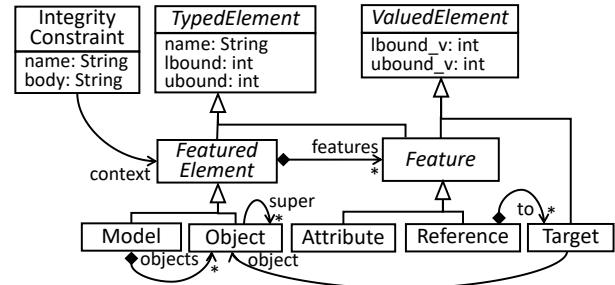 Integrity
Constraint
name: String
body: String
TypedElement
name: String
lbound: int
ubound: int
ValuedElement
lbound_v: int
ubound_v: int
context
Featured
Element
features
*
Feature
super
*
to
*
Model
Object
Attribute
Reference
Target
objects
*
object